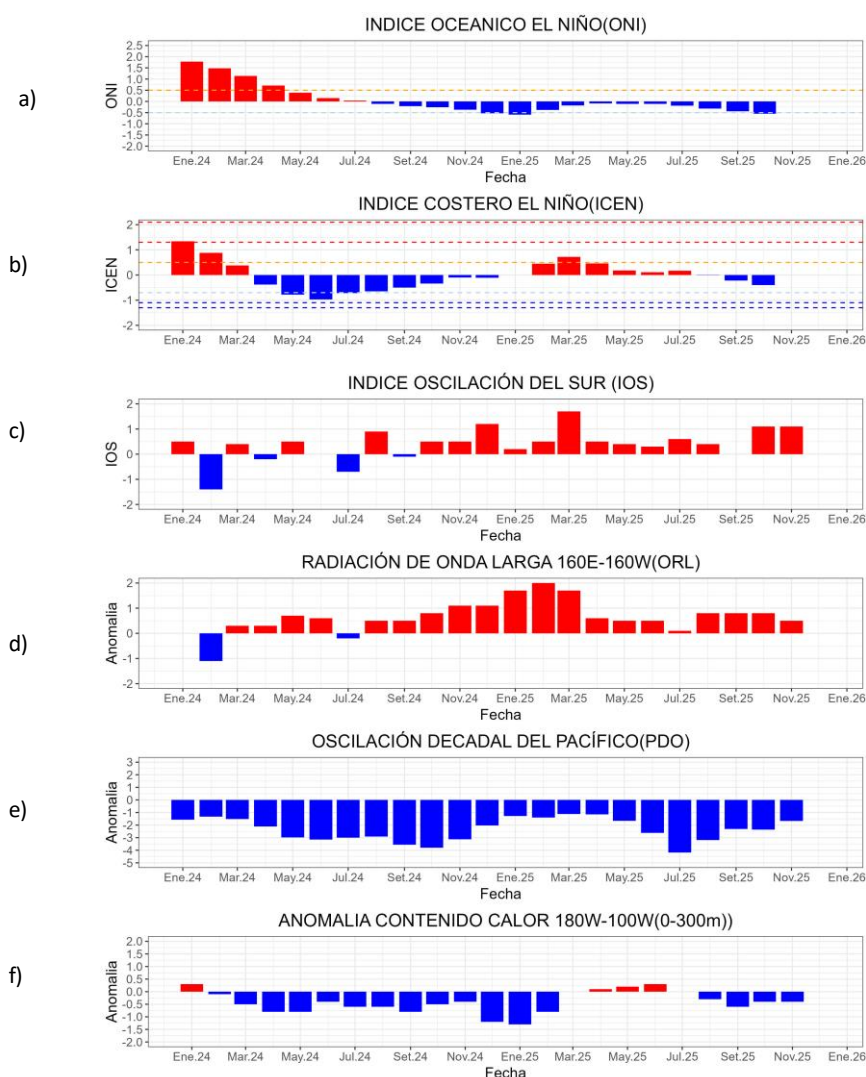 INDICE OCEANICO EL NIÑO(ONI)
a)
ONI
2.5
2.0
1.5
1.0
0.5
0.0
-0.5
-1.0
-1.5
-2.0
Ene.24 Mar.24 May.24 Jul.24 Set.24 Nov.24 Ene.25 Mar.25 May.25 Jul.25 Set.25 Nov.25 Ene.26
Fecha
INDICE COSTERO EL NIÑO(ICEN)
b)
ICEN
2
1
0
-1
-2
Ene.24 Mar.24 May.24 Jul.24 Set.24 Nov.24 Ene.25 Mar.25 May.25 Jul.25 Set.25 Nov.25 Ene.26
Fecha
INDICE OSCILACIÓN DEL SUR (IOS)
c)
IOS
2
1
0
-1
-2
Ene.24 Mar.24 May.24 Jul.24 Set.24 Nov.24 Ene.25 Mar.25 May.25 Jul.25 Set.25 Nov.25 Ene.26
Fecha
RADIACIÓN DE ONDA LARGA 160E-160W(ORL)
d)
Anomalia
2
1
0
-1
-2
Ene.24 Mar.24 May.24 Jul.24 Set.24 Nov.24 Ene.25 Mar.25 May.25 Jul.25 Set.25 Nov.25 Ene.26
Fecha
OSCILACIÓN DECADAL DEL PACÍFICO(PDO)
e)
Anomalia
3
2
1
0
-1
-2
-3
-4
-5
Ene.24 Mar.24 May.24 Jul.24 Set.24 Nov.24 Ene.25 Mar.25 May.25 Jul.25 Set.25 Nov.25
Fecha
ANOMALIA CONTENIDO CALOR 180W-100W(0-300m))
f)
Anomalia
2.0
1.5
1.0
0.5
0.0
-0.5
-1.0
-1.5
-2.0
Ene.24 Mar.24 May.24 Jul.24 Set.24 Nov.24 Ene.25 Mar.25 May.25 Jul.25 Set.25 Nov.25 Ene.26
Fecha